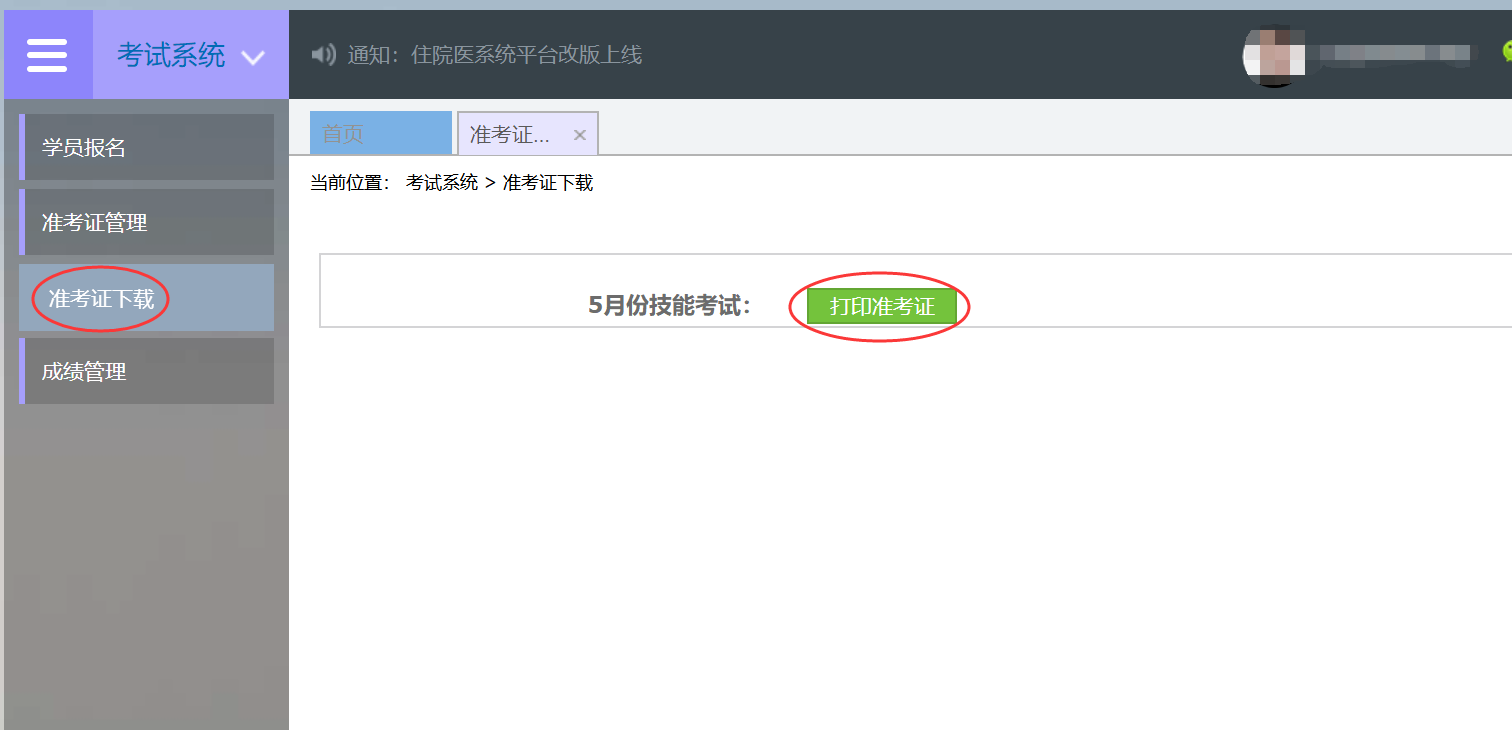 考试系统
通知：住院医系统平台改版上线
学员报名
准考证管理
准考证下载
成绩管理
首页
准考证... ×
当前位置： 考试系统 > 准考证下载
5月份技能考试： 打印准考证